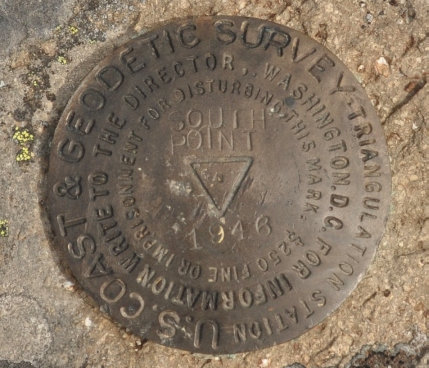 U.S. COAST & GEODETIC SURVEY TRIANGULATION STATION
FOR INFORMATION WRITE TO THE DIRECTOR, WASHINGTON, D.C.
$250 FINE OR IMPRISONMENT FOR DISTURBING THIS MARK.
SOUTH
POINT
1946